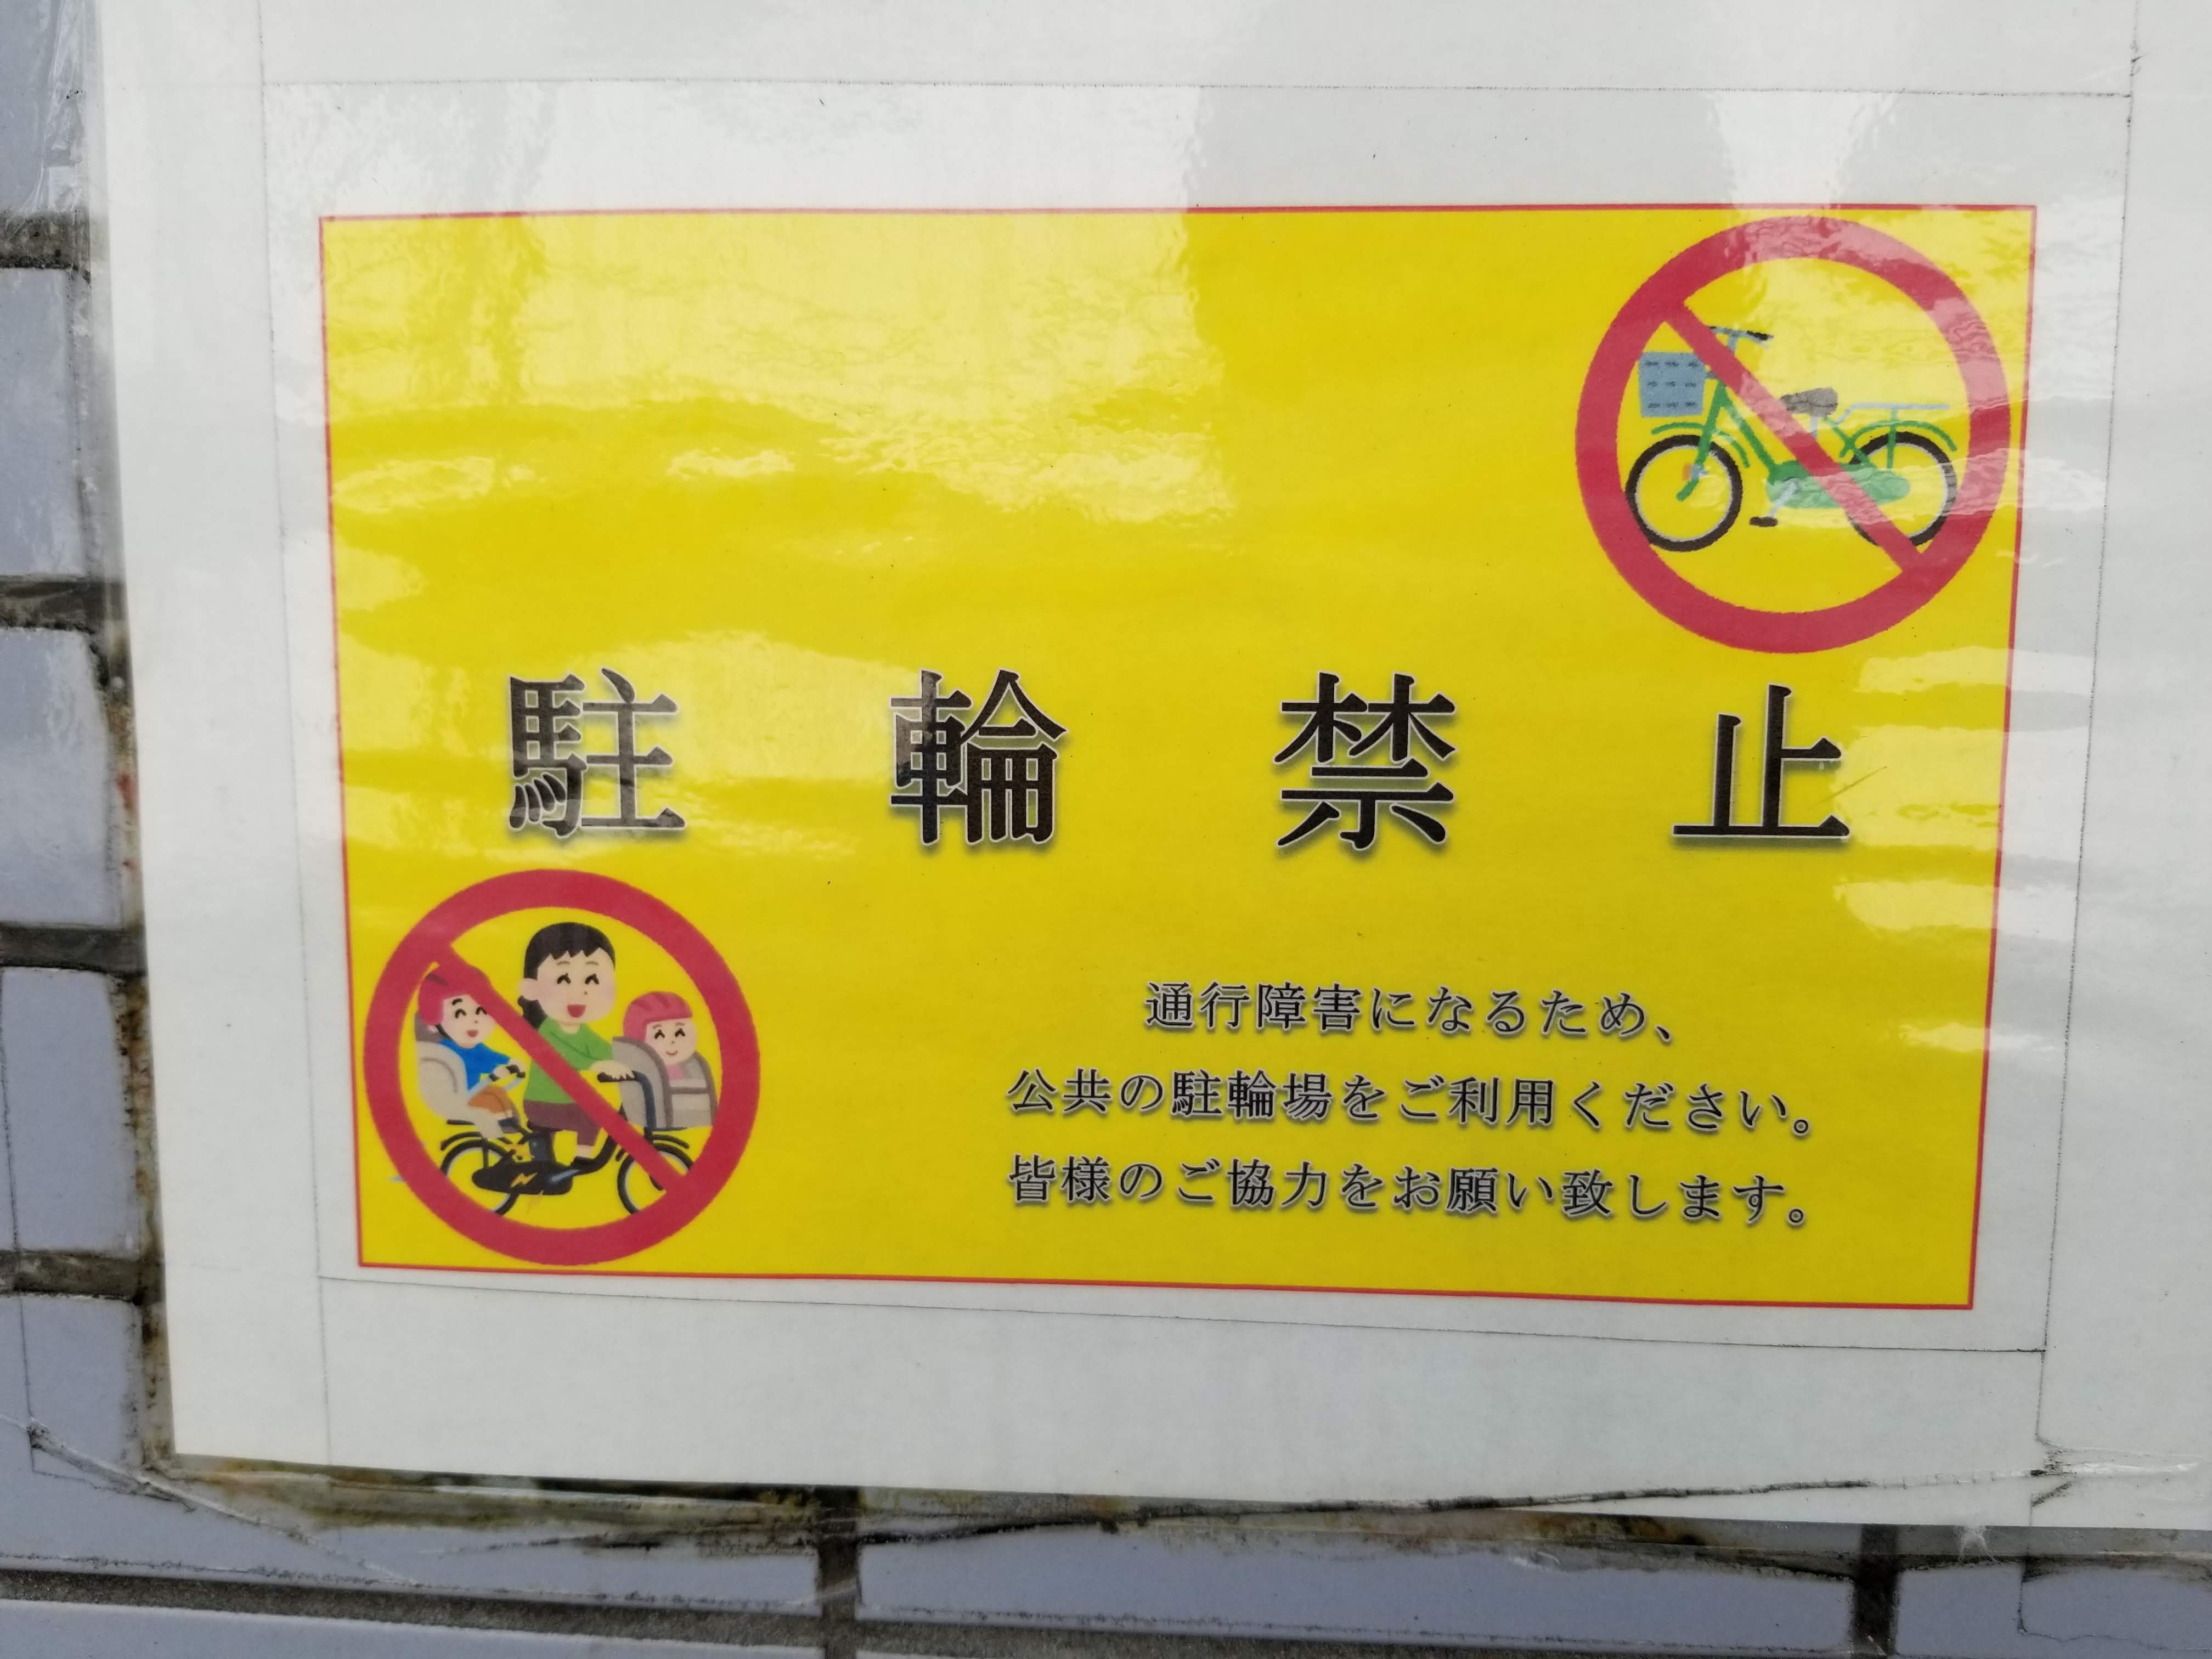 駐輪禁止
通行障害になるため、
公共の駐輪場をご利用ください。
皆様のご協力をお願い致します。